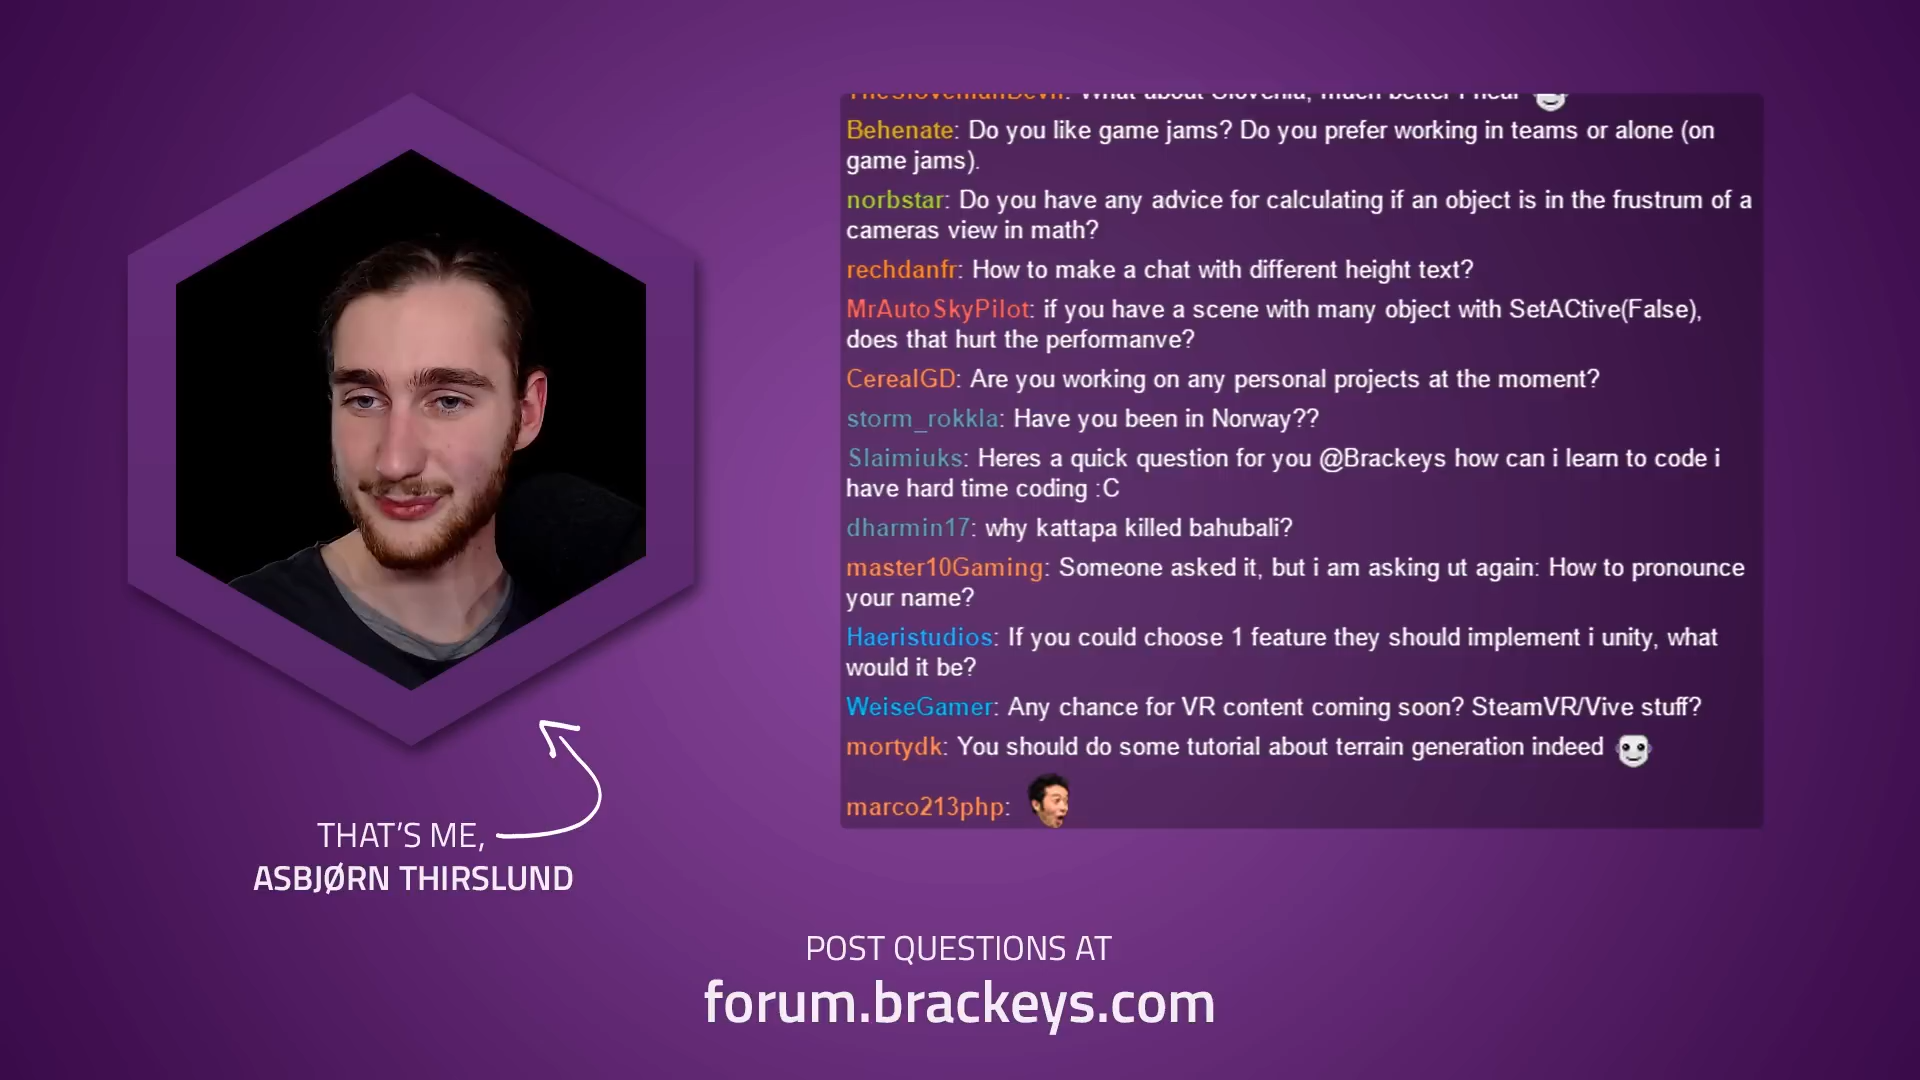 TheSlovenianDevil: What about Slovenia, much better I hear
Behenate: Do you like game jams? Do you prefer working in teams or alone (on
game jams).
norbstar: Do you have any advice for calculating if an object is in the frustrum of a
cameras view in math?
rechdanfr: How to make a chat with different height text?
MrAutoSkyPilot: if you have a scene with many object with SetACtive(False),
does that hurt the performanve?
CerealGD: Are you working on any personal projects at the moment?
storm_rokkla: Have you been in Norway??
Slaimiuks: Heres a quick question for you @Brackeys how can i learn to code i
have hard time coding :C
dharmin17: why kattapa killed bahubali?
master10Gaming: Someone asked it, but i am asking ut again: How to pronounce
your name?
Haeristudios: If you could choose 1 feature they should implement i unity, what
would it be?
WeiseGamer: Any chance for VR content coming soon? SteamVR/Vive stuff?
mortydk: You should do some tutorial about terrain generation indeed
marco213php:
THAT'S ME,
ASBJØRN THIRSLUND
POST QUESTIONS AT
forum.brackeys.com